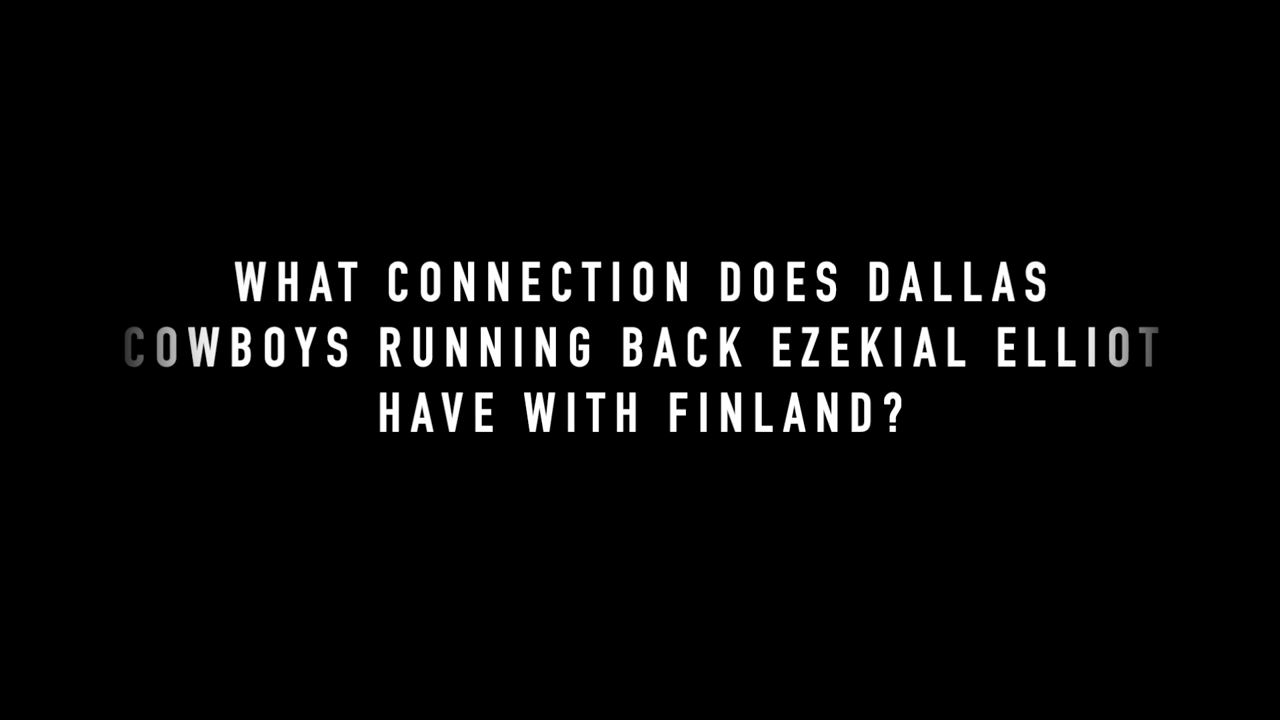 WHAT CONNECTION DOES DALLAS
COWBOYS RUNNING BACK EZEKIAL ELLIOT
HAVE WITH FINLAND?